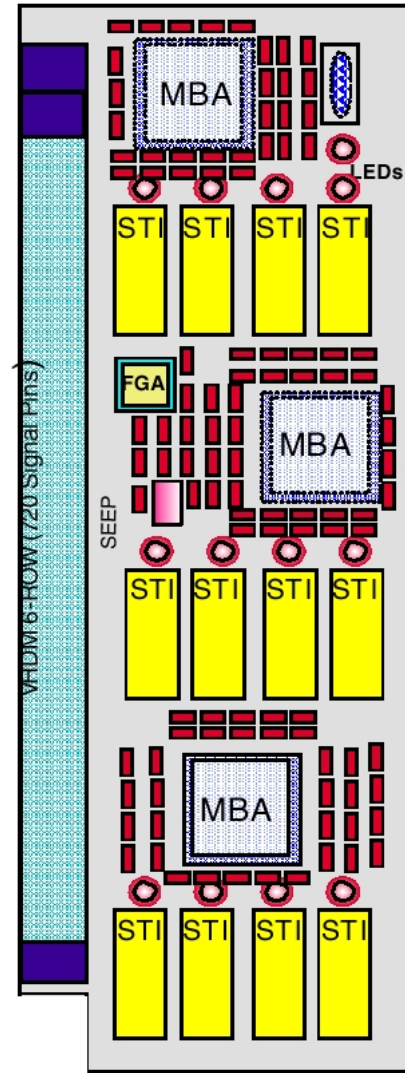 MBA
LEDs
STI STI STI STI
FGA
MBA
VHDM 6-ROW (720 Signal Pins)
SEEP
STI STI STI STI
MBA
STI STI STI STI